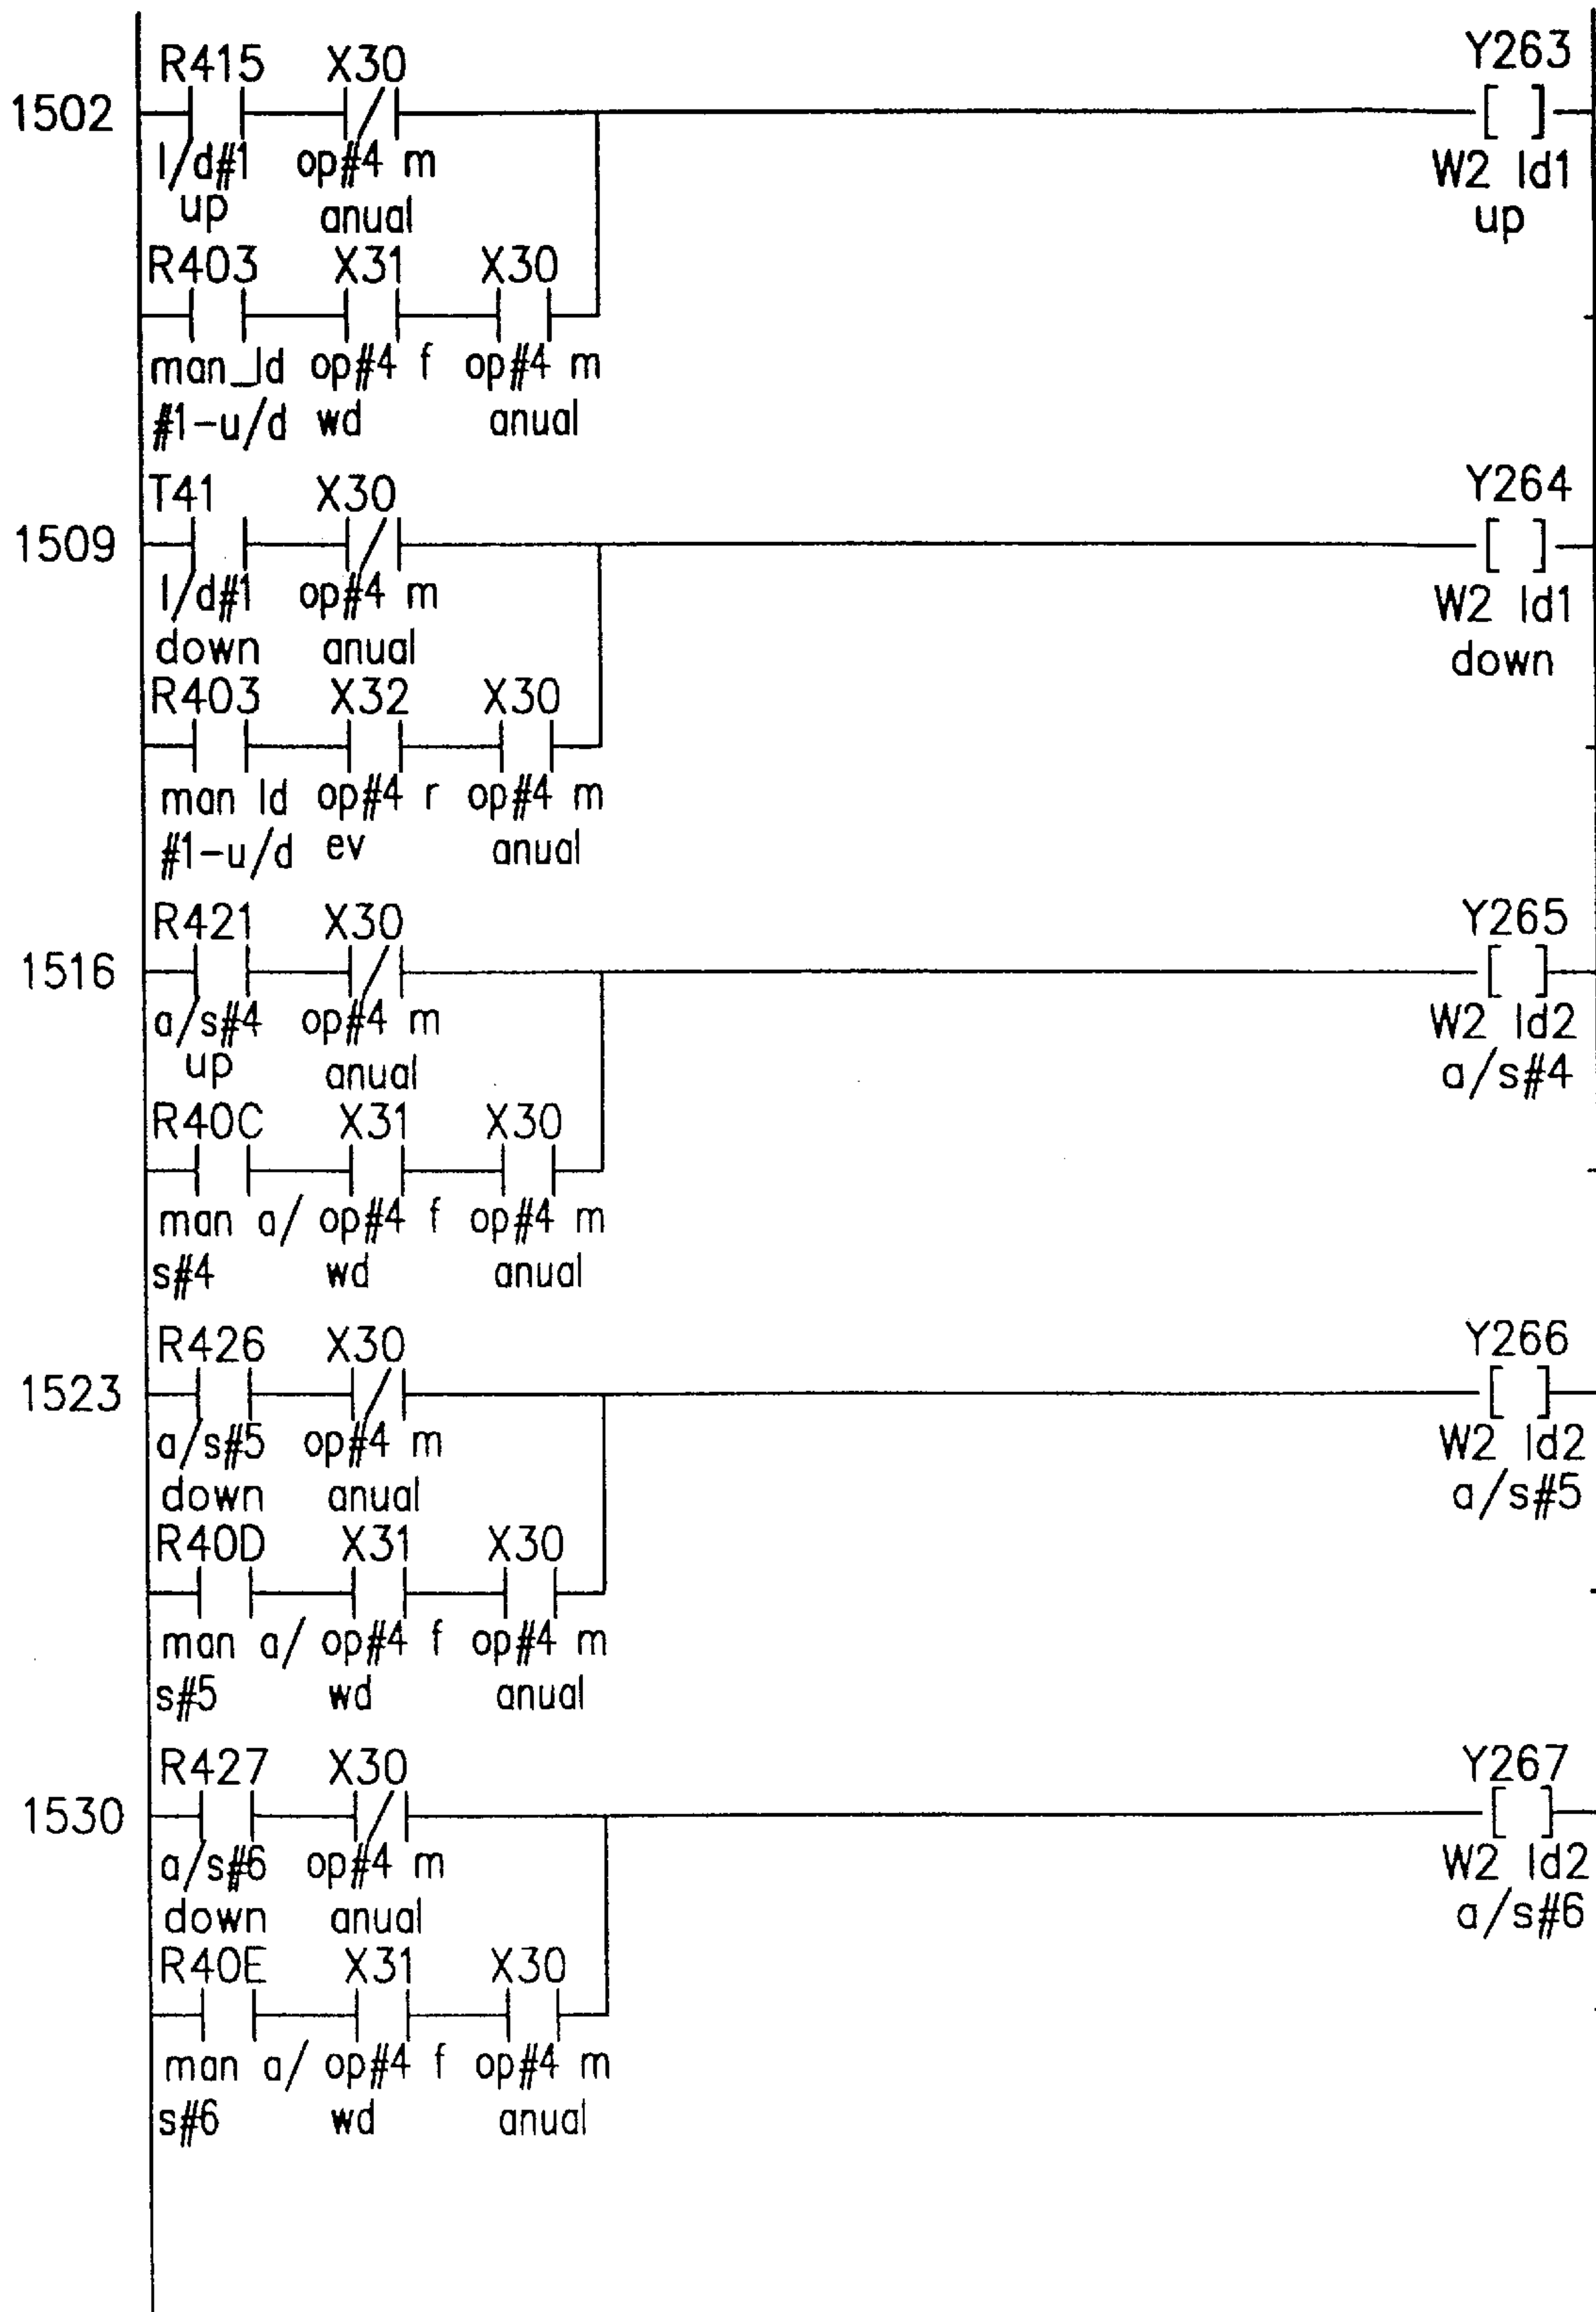 R415 X30 Y263
1502
l/d#1 op#4 m W2 ld1
up anual up
R403 X31 X30
man_ld op#4 f op#4 m
#1-u/d wd anual
T41 X30 Y264
1509
l/d#1 op#4 m W2 ld1
down anual down
R403 X32 X30
man ld op#4 r op#4 m
#1-u/d ev anual
R421 X30 Y265
1516
a/s#4 op#4 m W2 ld2
up anual a/s#4
R40C X31 X30
man a/ op#4 f op#4 m
s#4 wd anual
R426 X30 Y266
1523
a/s#5 op#4 m W2 ld2
down anual a/s#5
R40D X31 X30
man a/ op#4 f op#4 m
s#5 wd anual
R427 X30 Y267
1530
a/s#6 op#4 m W2 ld2
down anual a/s#6
R40E X31 X30
man a/ op#4 f op#4 m
s#6 wd anual